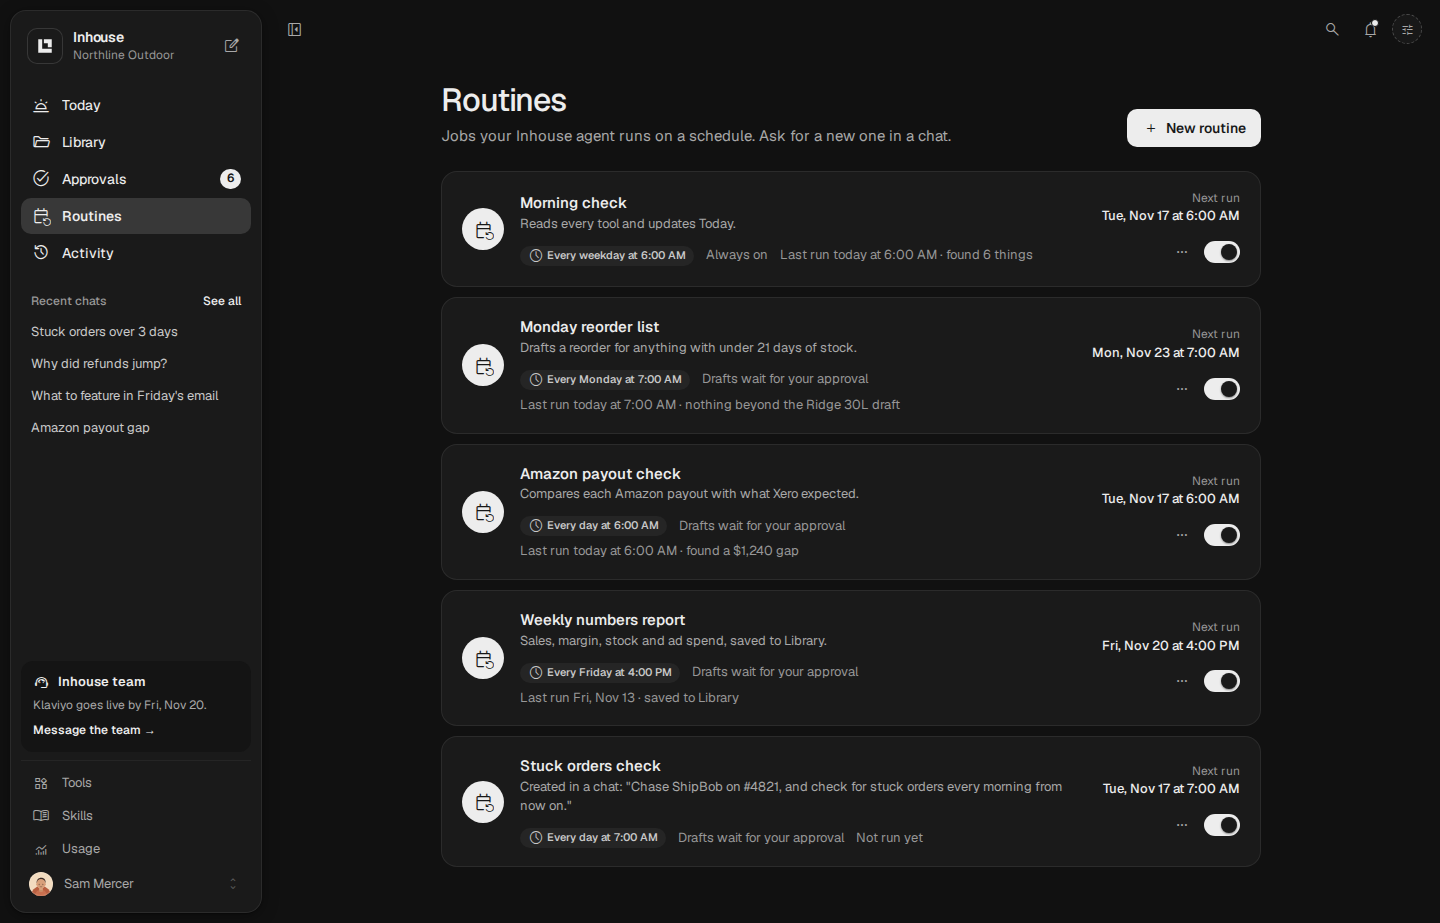 Inhouse
Northline Outdoor
Today
Library
Approvals
6
Routines
Activity
Recent chats
See all
Stuck orders over 3 days
Why did refunds jump?
What to feature in Friday's email
Amazon payout gap
Inhouse team
Klaviyo goes live by Fri, Nov 20.
Message the team →
Tools
Skills
Usage
Sam Mercer
Routines
Jobs your Inhouse agent runs on a schedule. Ask for a new one in a chat.
+ New routine
Morning check
Reads every tool and updates Today.
Every weekday at 6:00 AM Always on Last run today at 6:00 AM · found 6 things
Next run
Tue, Nov 17 at 6:00 AM
Monday reorder list
Drafts a reorder for anything with under 21 days of stock.
Every Monday at 7:00 AM Drafts wait for your approval
Last run today at 7:00 AM · nothing beyond the Ridge 30L draft
Next run
Mon, Nov 23 at 7:00 AM
Amazon payout check
Compares each Amazon payout with what Xero expected.
Every day at 6:00 AM Drafts wait for your approval
Last run today at 6:00 AM · found a $1,240 gap
Next run
Tue, Nov 17 at 6:00 AM
Weekly numbers report
Sales, margin, stock and ad spend, saved to Library.
Every Friday at 4:00 PM Drafts wait for your approval
Last run Fri, Nov 13 · saved to Library
Next run
Fri, Nov 20 at 4:00 PM
Stuck orders check
Created in a chat: "Chase ShipBob on #4821, and check for stuck orders every morning from
now on."
Every day at 7:00 AM Drafts wait for your approval Not run yet
Next run
Tue, Nov 17 at 7:00 AM